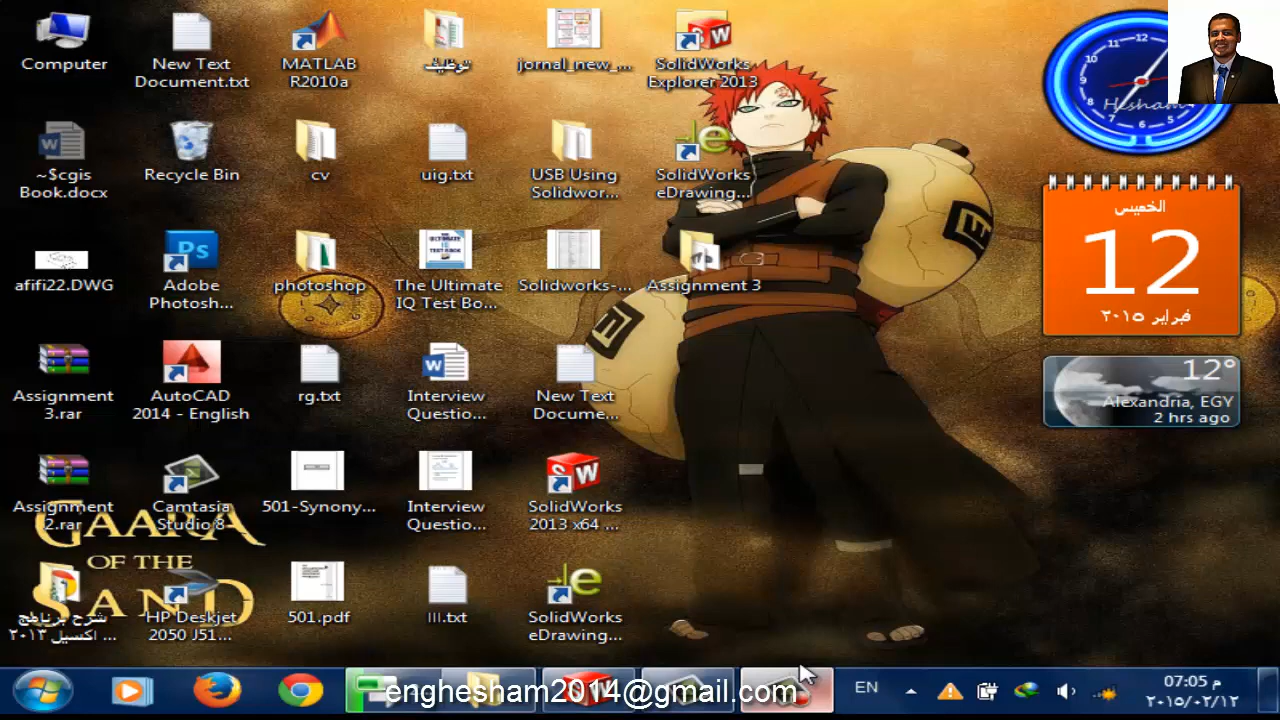 Computer
New Text
Document.txt
MATLAB
R2010a
توظيف
jornal_new_...
SolidWorks
Explorer 2013
~$cgis
Book.docx
Recycle Bin
cv
uig.txt
USB Using
Solidwor...
SolidWorks
eDrawing...
afifi22.DWG
Adobe
Photosh...
photoshop
The Ultimate
IQ Test Bo...
Solidworks-...
Assignment 3
Assignment
3.rar
AutoCAD
2014 - English
rg.txt
Interview
Questio...
New Text
Docume...
Assignment
2.rar
Camtasia
Studio 8
501-Synony...
Interview
Questio...
SolidWorks
2013 x64 ...
شرح برنامج
اكسيل ٢٠١٣ ...
HP Deskjet
2050 J51...
501.pdf
III.txt
SolidWorks
eDrawing...
GAARA
OF THE
SAND
Hesham
الخميس
12
فبراير ٢٠١٥
12°
Alexandria, EGY
2 hrs ago
enghesham2014@gmail.com
EN
07:05 م
٢٠١٥/٠٢/١٢